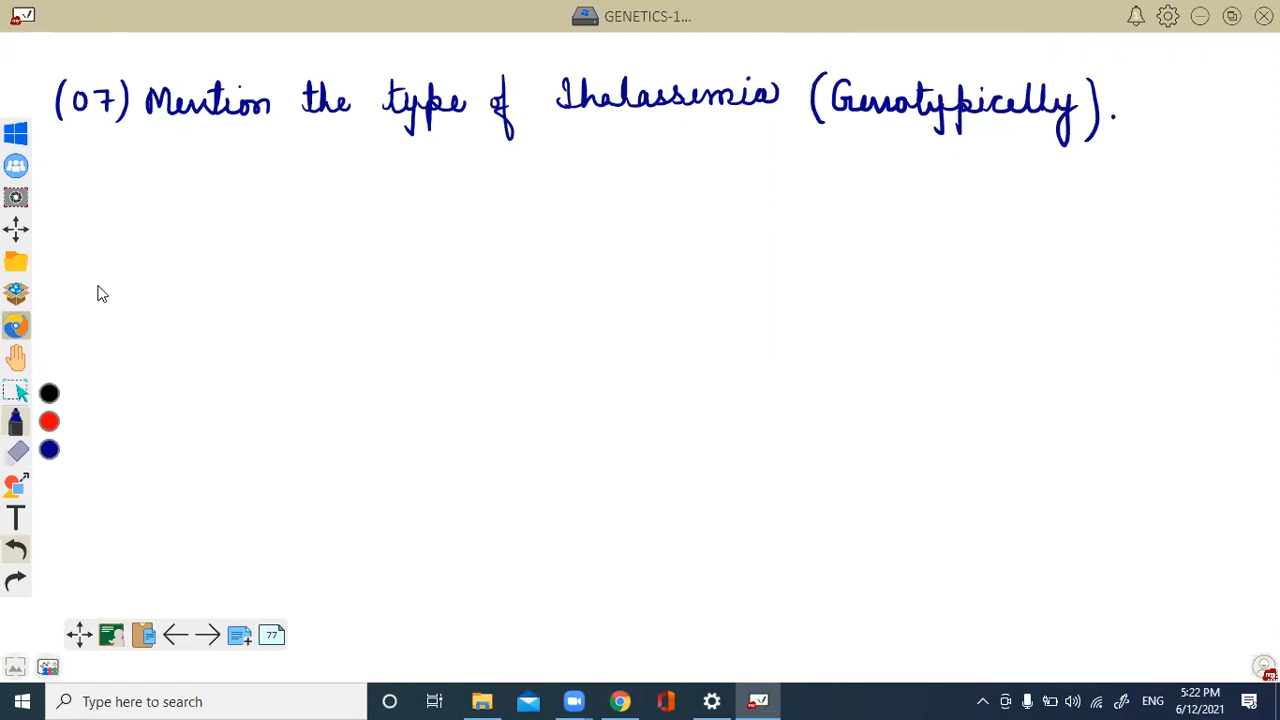 GENETICS-1...
(07) Mention the type of Thalassemia (Genotypically).
T
77
Type here to search
ENG
5:22 PM
6/12/2021